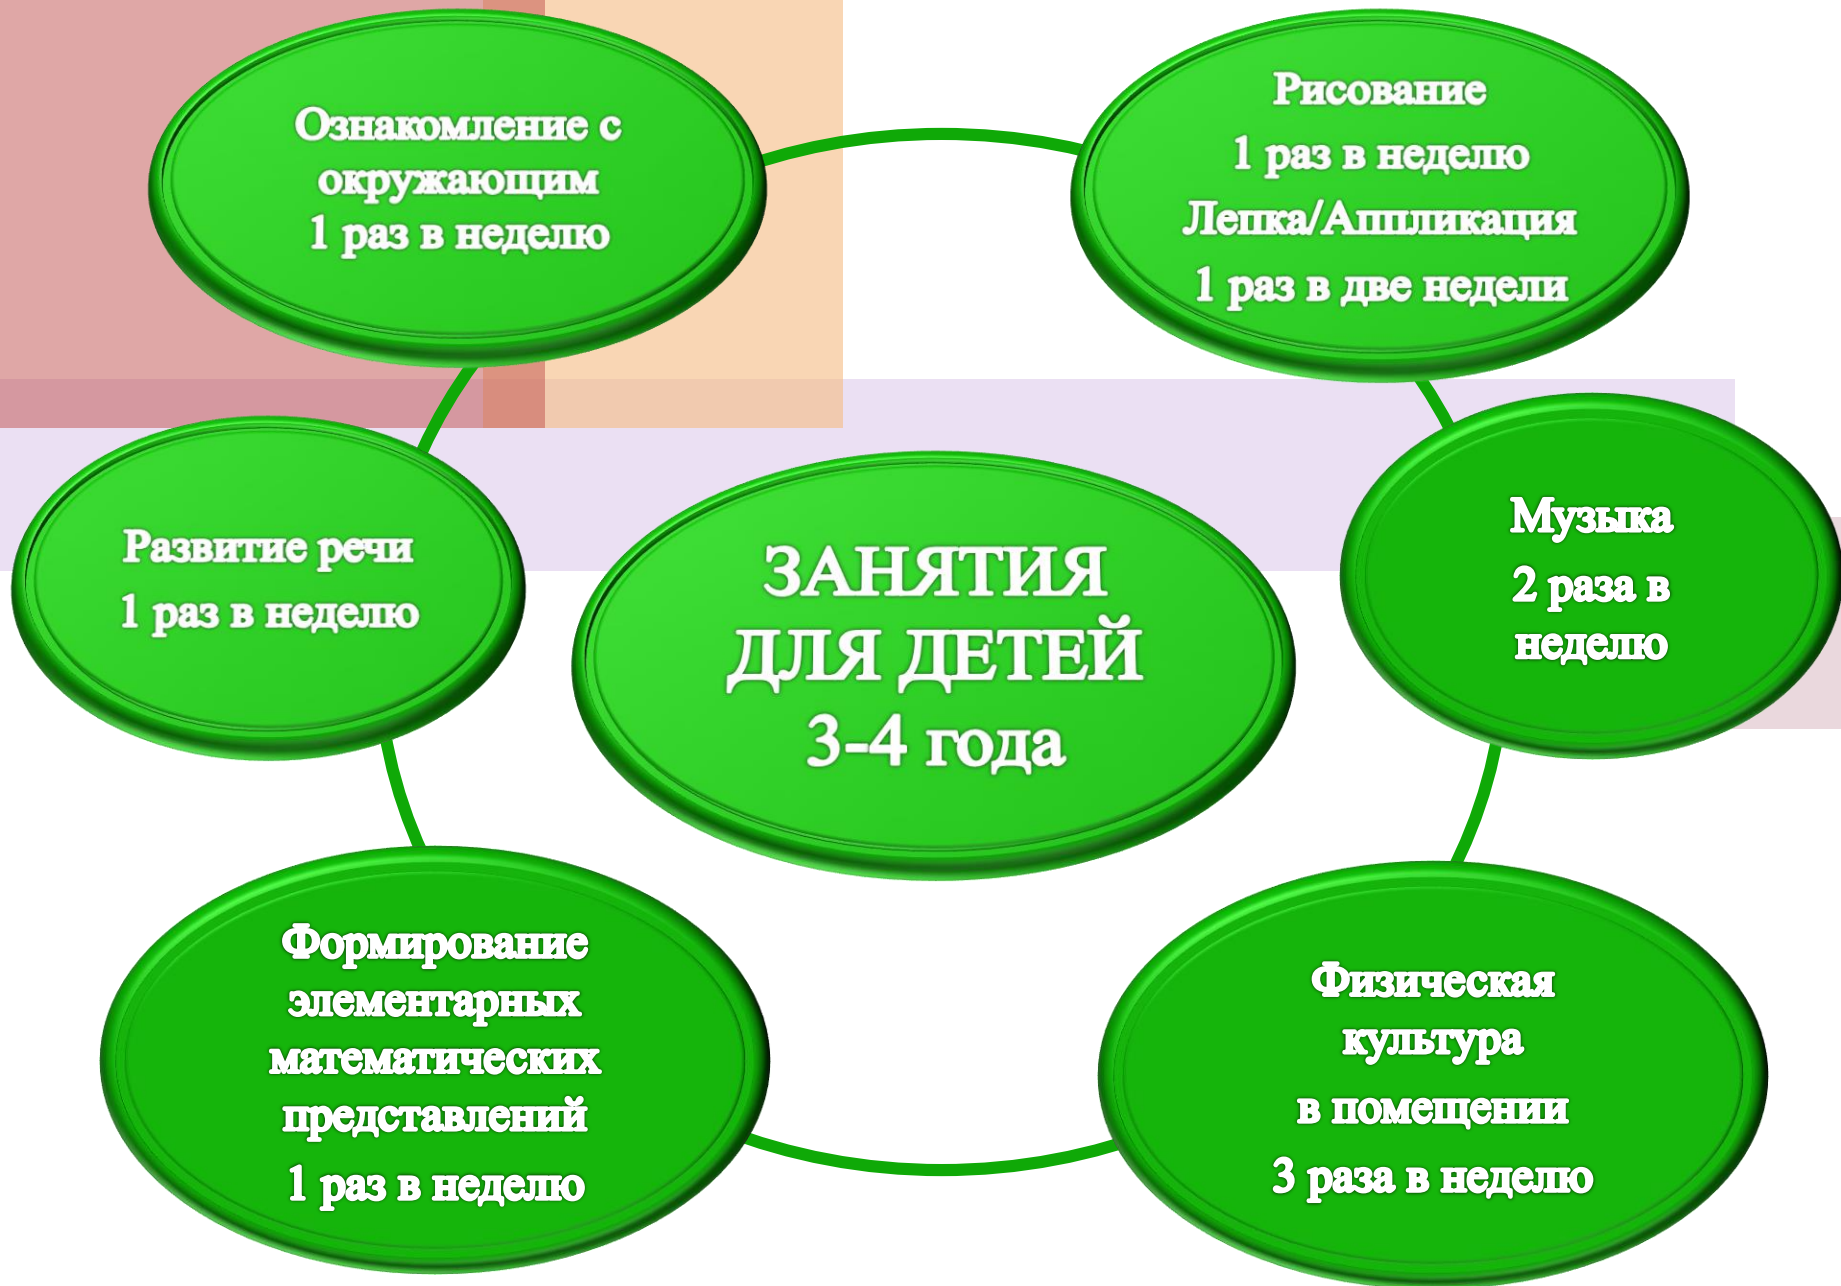 Ознакомление с
окружающим
1 раз в неделю
Рисование
1 раз в неделю
Лепка/Аппликация
1 раз в две недели
Развитие речи
1 раз в неделю
ЗАНЯТИЯ
ДЛЯ ДЕТЕЙ
3-4 года
Музыка
2 раза в
неделю
Формирование
элементарных
математических
представлений
1 раз в неделю
Физическая
культура
в помещении
3 раза в неделю